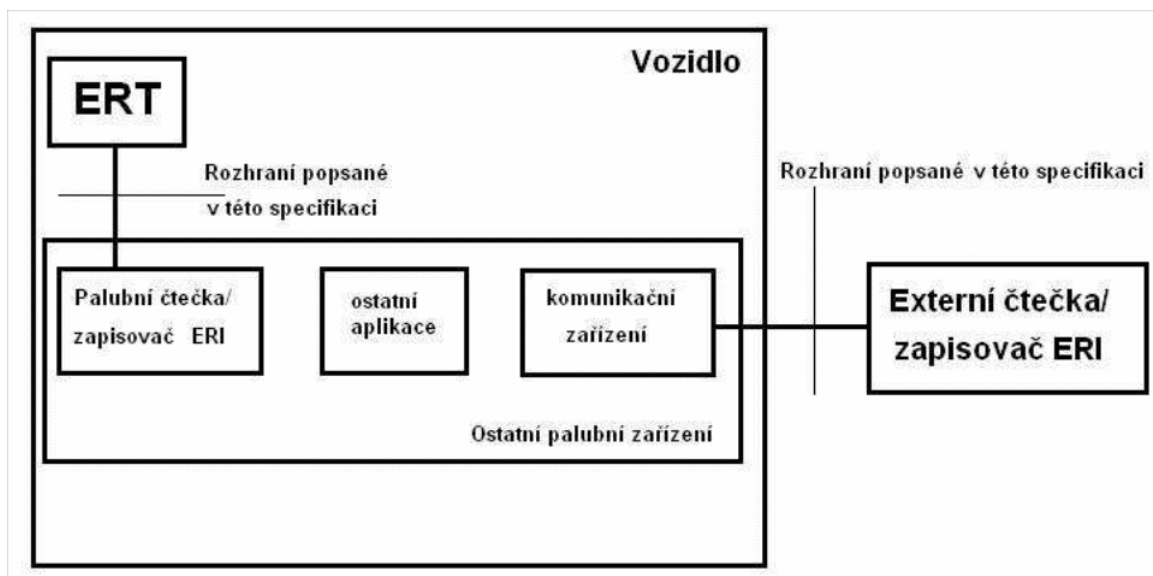 Vozidlo
ERT
Rozhraní popsané
v této specifikaci
Rozhraní popsané v této specifikaci
Palubní čtečka/
zapisovač ERI
ostatní
aplikace
komunikační
zařízení
Externí čtečka/
zapisovač ERI
Ostatní palubní zařízení